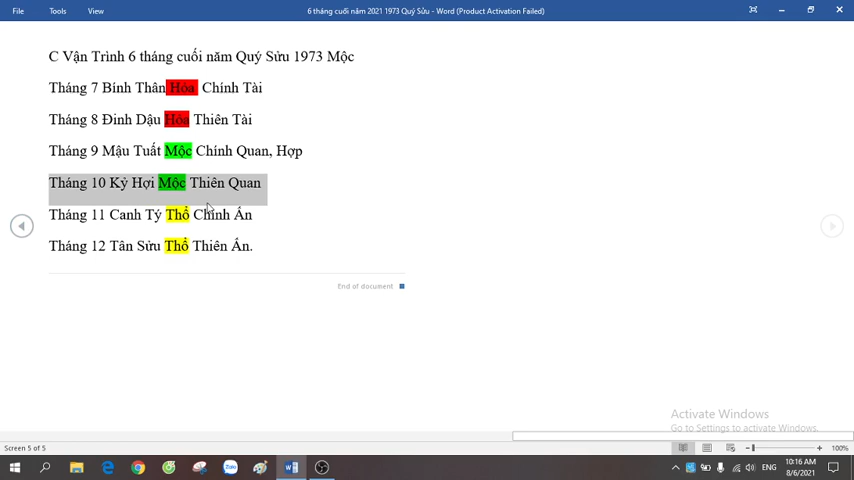 File Tools View 6 tháng cuối năm 2021 1973 Quý Sửu - Word (Product Activation Failed)
C Vận Trình 6 tháng cuối năm Quý Sửu 1973 Mộc
Tháng 7 Bính Thân Hỏa Chính Tài
Tháng 8 Đinh Dậu Hỏa Thiên Tài
Tháng 9 Mậu Tuất Mộc Chính Quan, Hợp
Tháng 10 Kỷ Hợi Mộc Thiên Quan
Tháng 11 Canh Tý Thổ Chính Ấn
Tháng 12 Tân Sửu Thổ Thiên Ấn.
End of document
Activate Windows
Go to Settings to activate Windows.
Screen 5 of 5 100%
Zalo ENG 10:16 AM
8/6/2021